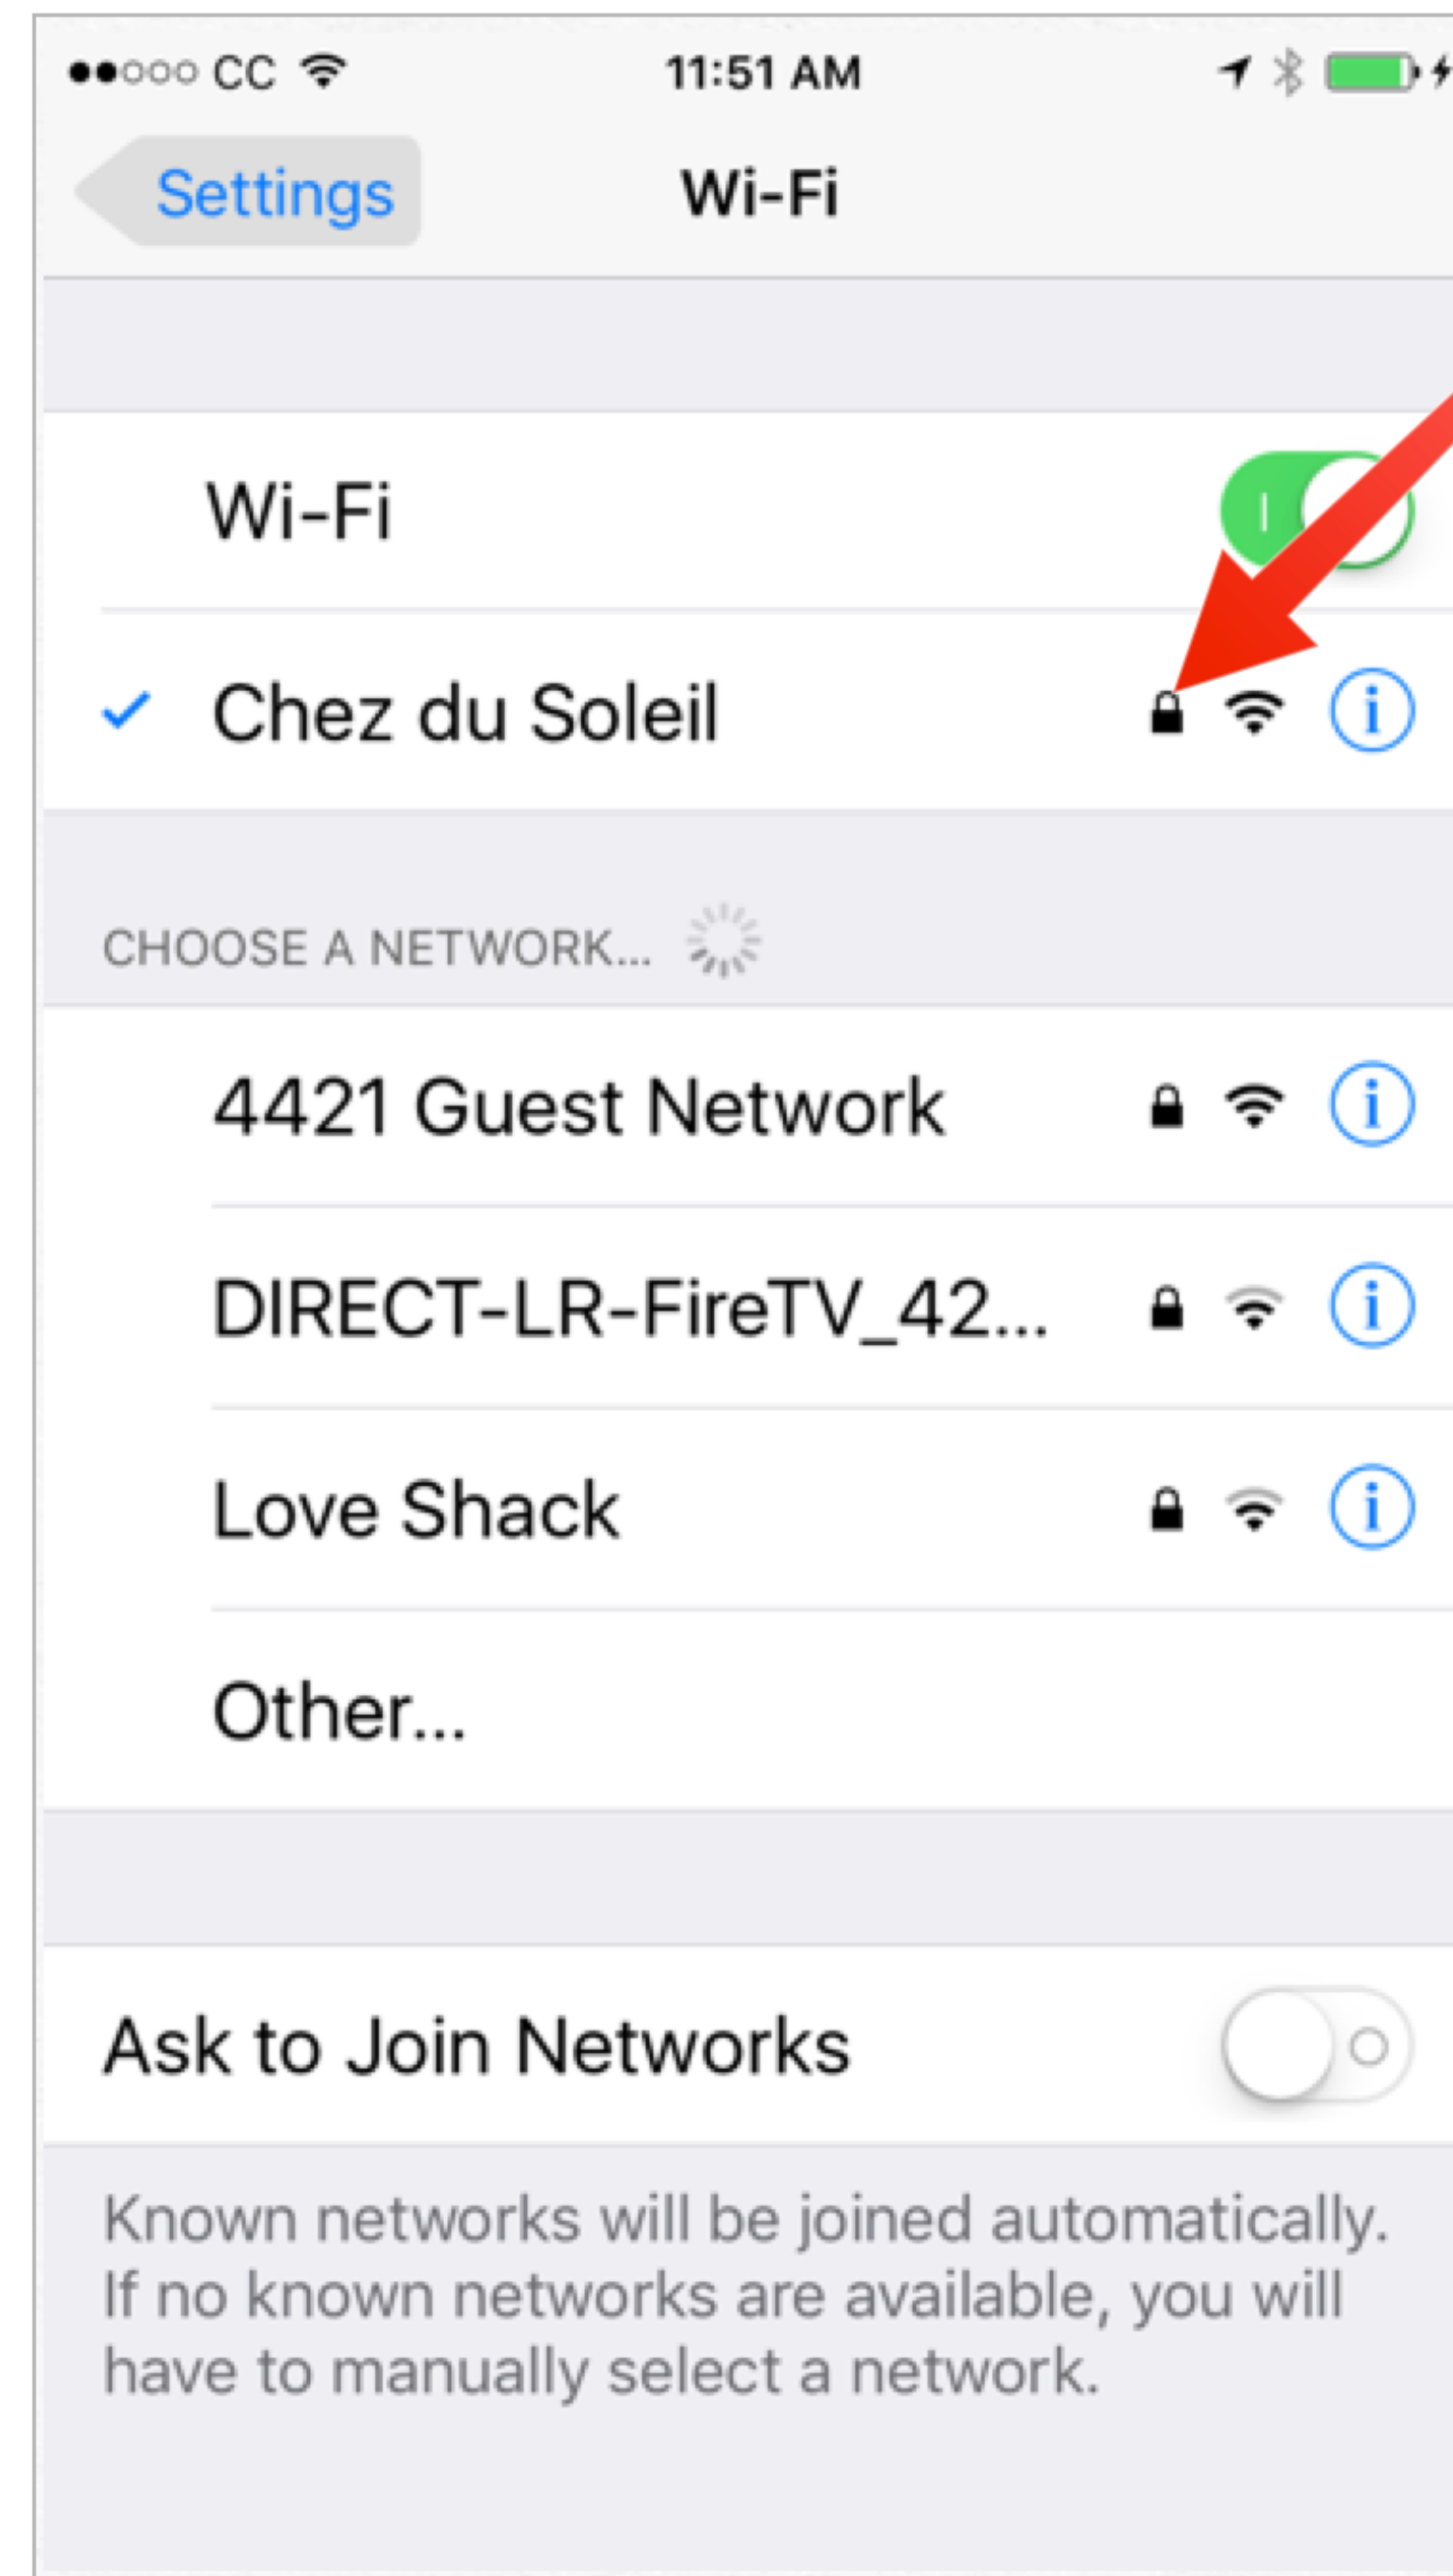 CC 11:51 AM
Settings Wi-Fi
Wi-Fi
Chez du Soleil
CHOOSE A NETWORK...
4421 Guest Network
DIRECT-LR-FireTV_42...
Love Shack
Other...
Ask to Join Networks
Known networks will be joined automatically.
If no known networks are available, you will
have to manually select a network.